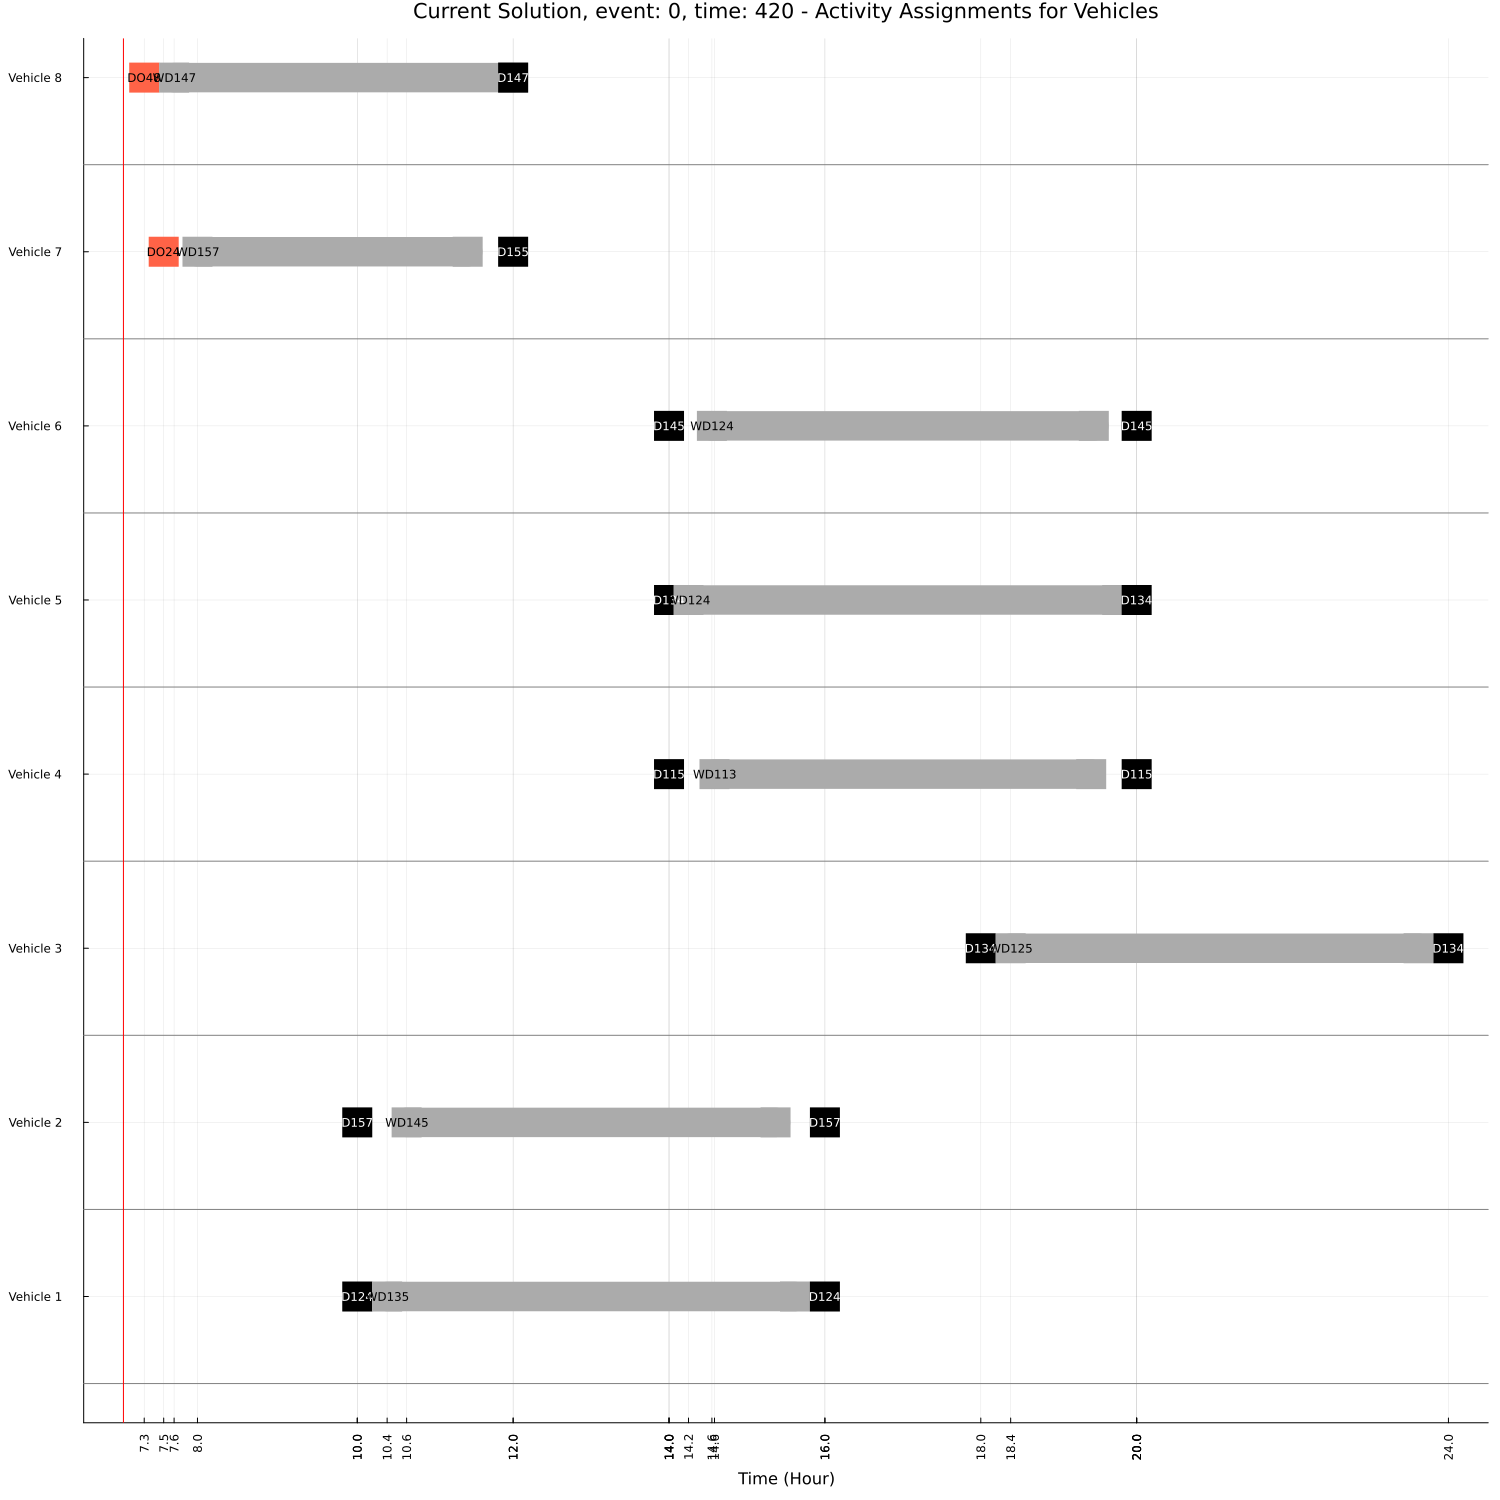 Current Solution, event: 0, time: 420 - Activity Assignments for Vehicles
Vehicle 8
WD147
D147
Vehicle 7
DO24
WD157
D155
Vehicle 6
D145
WD124
D145
Vehicle 5
WD124
D134
Vehicle 4
D115
WD113
D115
Vehicle 3
D134
WD125
D134
Vehicle 2
D157
WD145
D157
Vehicle 1
D124
WD135
D124
7.3
7.5
7.6
8.0
10.0
10.4
10.6
12.0
14.0
14.2
16.0
18.0
18.4
20.0
24.0
Time (Hour)